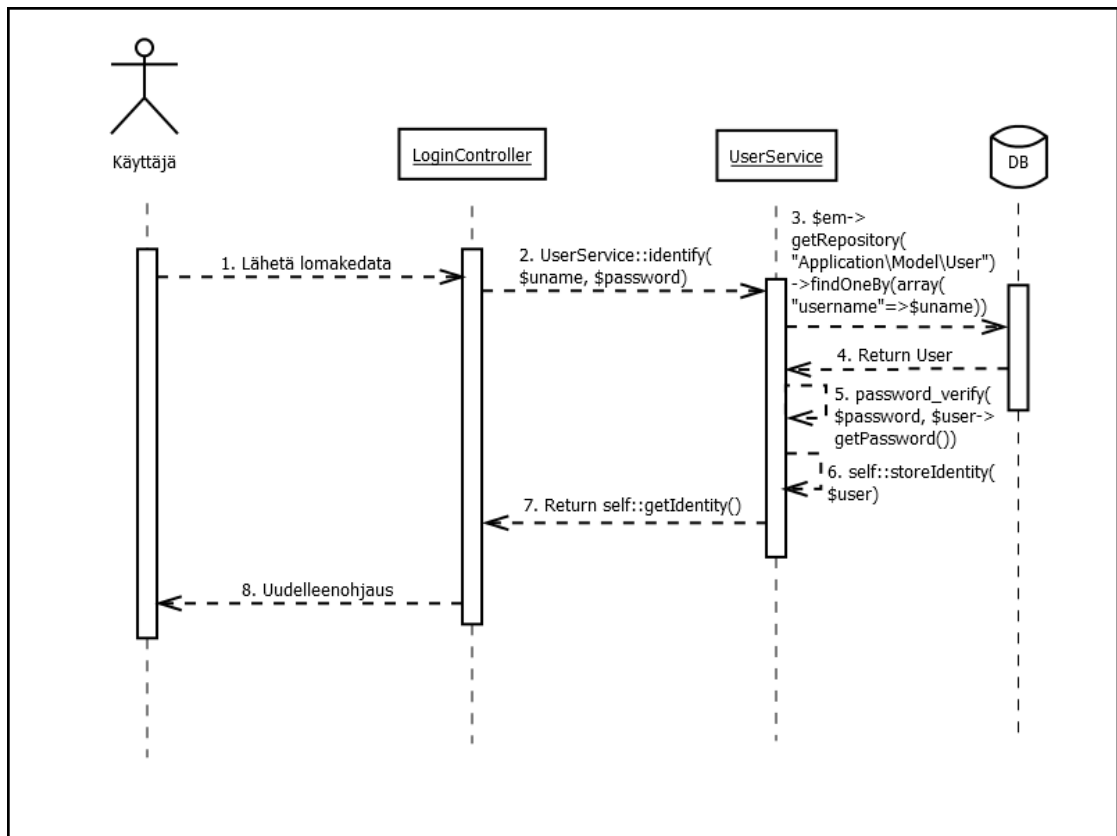 Käyttäjä
LoginController
UserService
DB
1. Lähetä lomakedata
2. UserService::identify(
$uname, $password)
3. $em->
getRepository(
"Application\Model\User")
->findOneBy(array(
"username"=>$uname))
4. Return User
5. password_verify(
$password, $user->
getPassword())
6. self::storeIdentity(
$user)
7. Return self::getIdentity()
8. Uudelleenohjaus